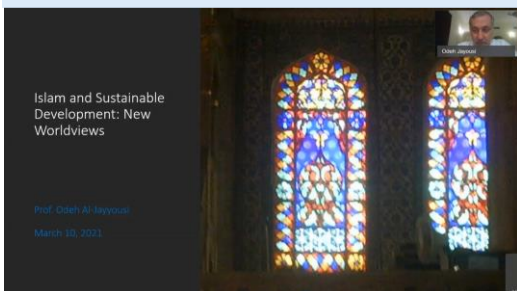 Odeh Jayousi
Islam and Sustainable
Development: New
Worldviews
Prof. Odeh Al-Jayyousi
March 10, 2021